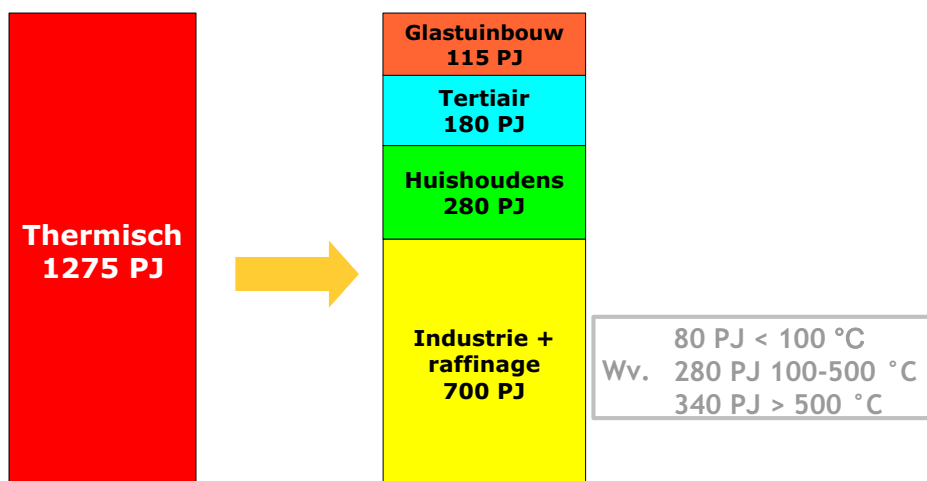 Thermisch
1275 PJ
Glastuinbouw
115 PJ
Tertiair
180 PJ
Huishoudens
280 PJ
Industrie +
raffinage
700 PJ
80 PJ < 100 °C
Wv. 280 PJ 100-500 °C
340 PJ > 500 °C